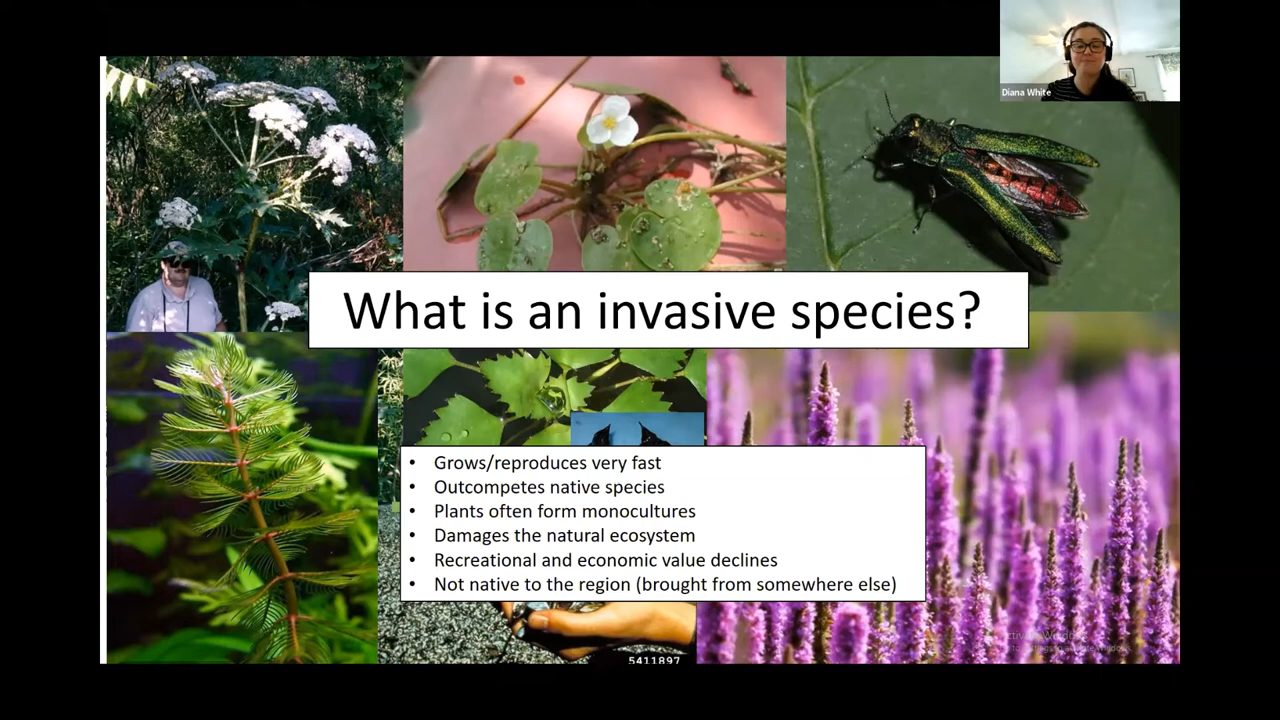 Diana White
What is an invasive species?
• Grows/reproduces very fast
• Outcompetes native species
• Plants often form monocultures
• Damages the natural ecosystem
• Recreational and economic value declines
• Not native to the region (brought from somewhere else)
5411897